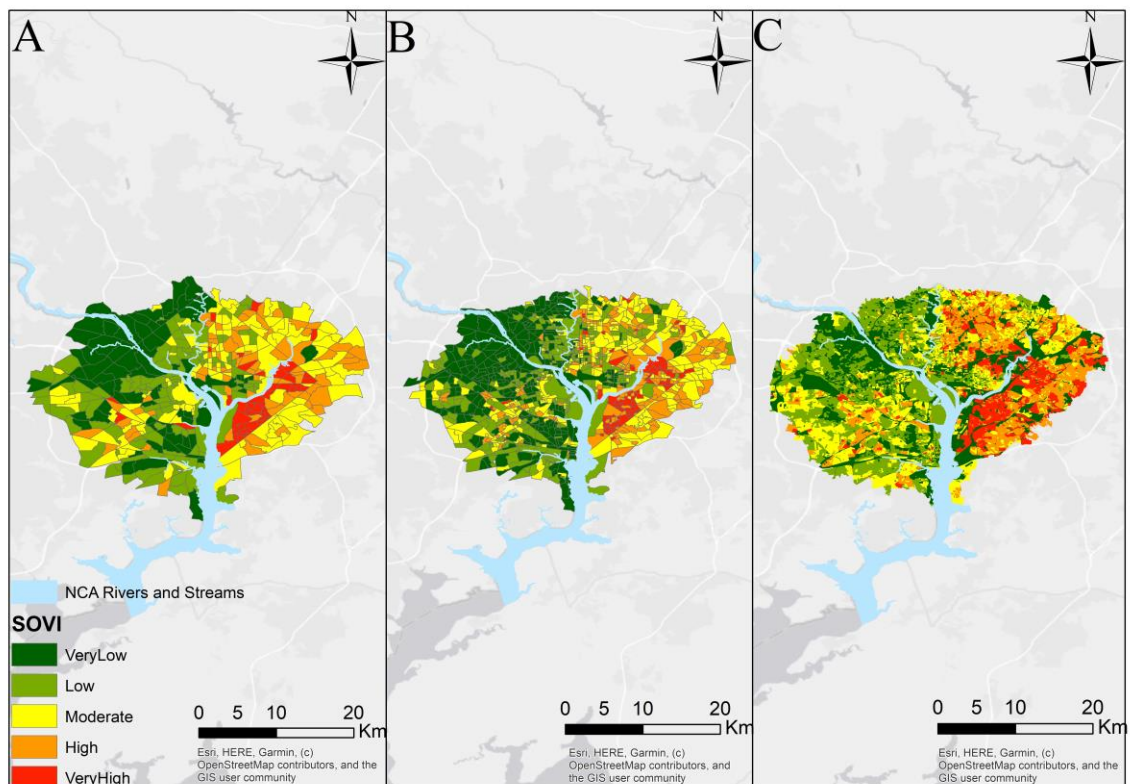 A
N
B
N
C
N
NCA Rivers and Streams
SOVI
VeryLow
Low
Moderate
High
VeryHigh
0 5 10 20
Km
Esri, HERE, Garmin, (c)
OpenStreetMap contributors, and the
GIS user community
0 5 10 20
Km
Esri, HERE, Garmin, (c)
OpenStreetMap contributors, and
the GIS user community
0 5 10 20
Km
Esri, HERE, Garmin, (c)
OpenStreetMap contributors, and the
GIS user community